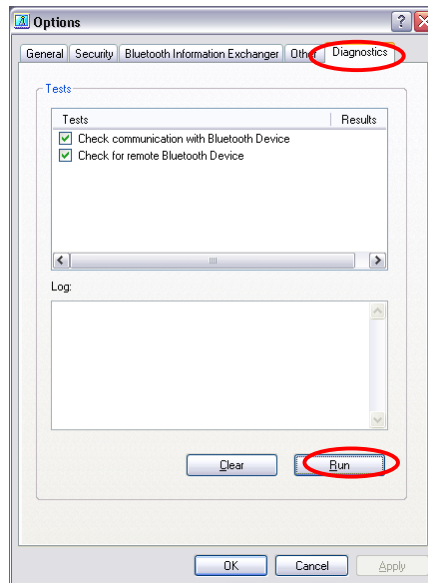 Options
General Security Bluetooth Information Exchanger Other Diagnostics
Tests
Tests Results
Check communication with Bluetooth Device
Check for remote Bluetooth Device
Log:
Clear Run
OK Cancel Apply